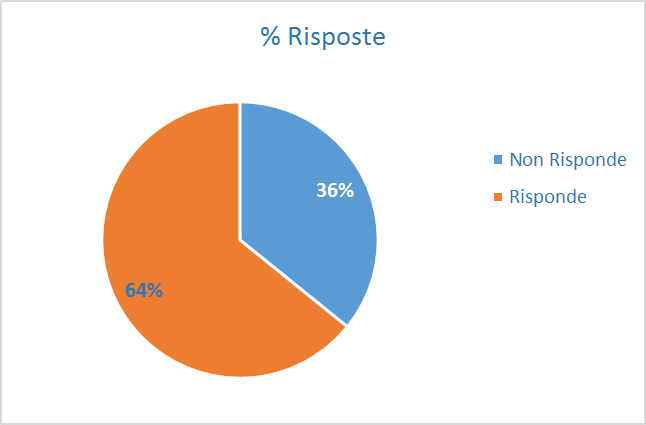 % Risposte
36%
64%
Non Risponde
Risponde